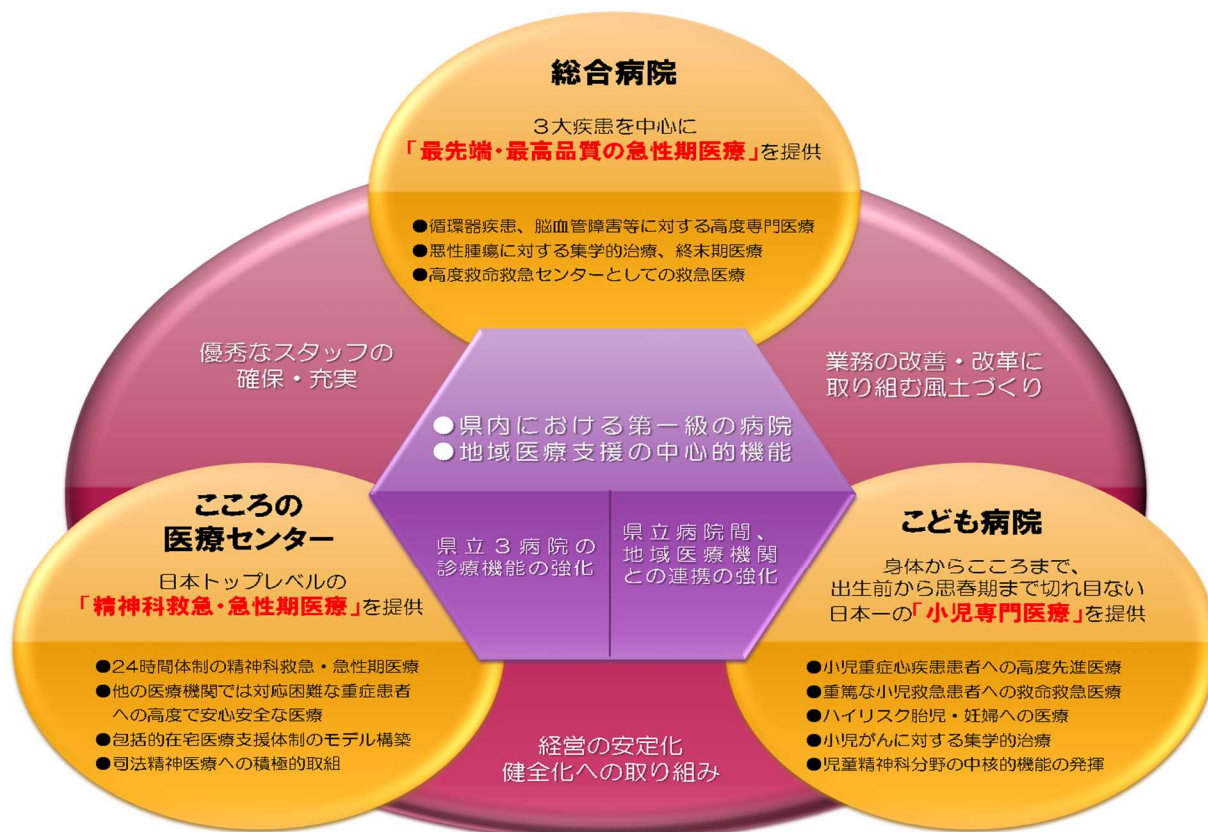 総合病院
3大疾患を中心に
「最先端・最高品質の急性期医療」を提供
●循環器疾患、脳血管障害等に対する高度専門医療
●悪性腫瘍に対する集学的治療、終末期医療
●高度救命救急センターとしての救急医療
優秀なスタッフの
確保・充実
業務の改善・改革に
取り組む風土づくり
●県内における第一級の病院
●地域医療支援の中心的機能
県立3病院の
診療機能の強化
県立病院間、
地域医療機関
との連携の強化
こころの
医療センター
日本トップレベルの
「精神科救急・急性期医療」を提供
●24時間体制の精神科救急・急性期医療
●他の医療機関では対応困難な重症患者
への高度で安心安全な医療
●包括的在宅医療支援体制のモデル構築
●司法精神医療への積極的取組
こども病院
身体からこころまで、
出生前から思春期まで切れ目ない
日本一の「小児専門医療」を提供
●小児重症心疾患患者への高度先進医療
●重篤な小児救急患者への救命救急医療
●ハイリスク胎児・妊婦への医療
●小児がんに対する集学的治療
●児童精神科分野の中核的機能の発揮
経営の安定化
健全化への取り組み